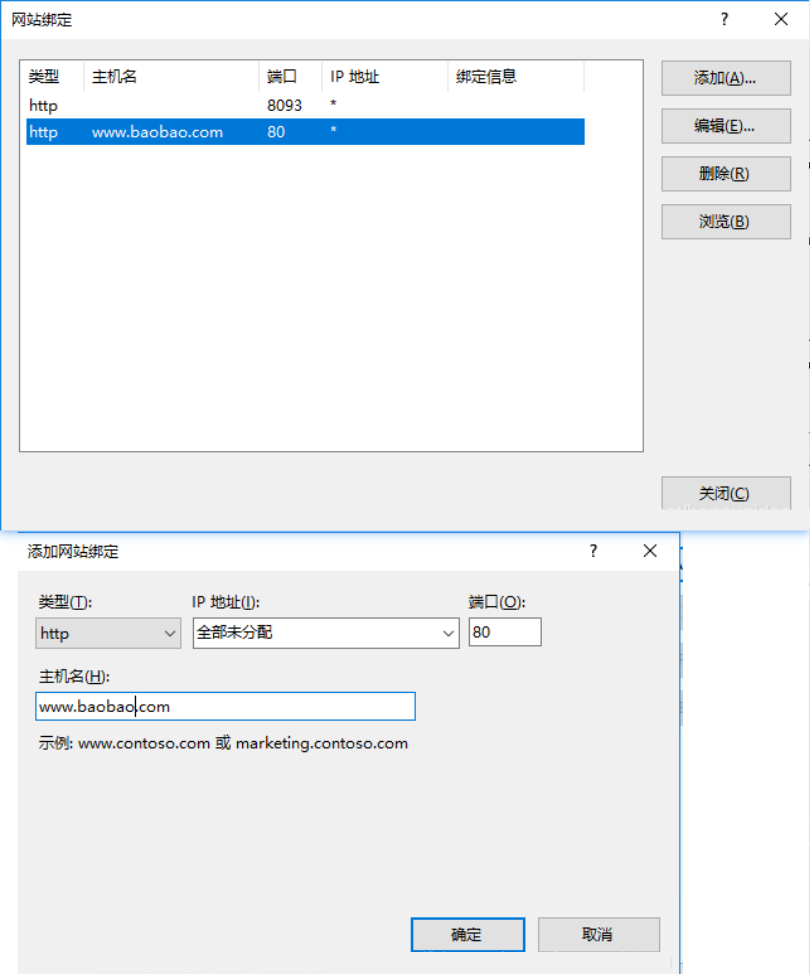 网站绑定 ?
类型 主机名 端口 IP 地址 绑定信息
http 8093 *
http www.baobao.com 80 *
添加(A)...
编辑(E)...
删除(R)
浏览(B)
关闭(C)
添加网站绑定 ?
类型(T): IP 地址(I): 端口(O):
http 全部未分配 80
主机名(H):
www.baobao.com
示例: www.contoso.com 或 marketing.contoso.com
确定 取消